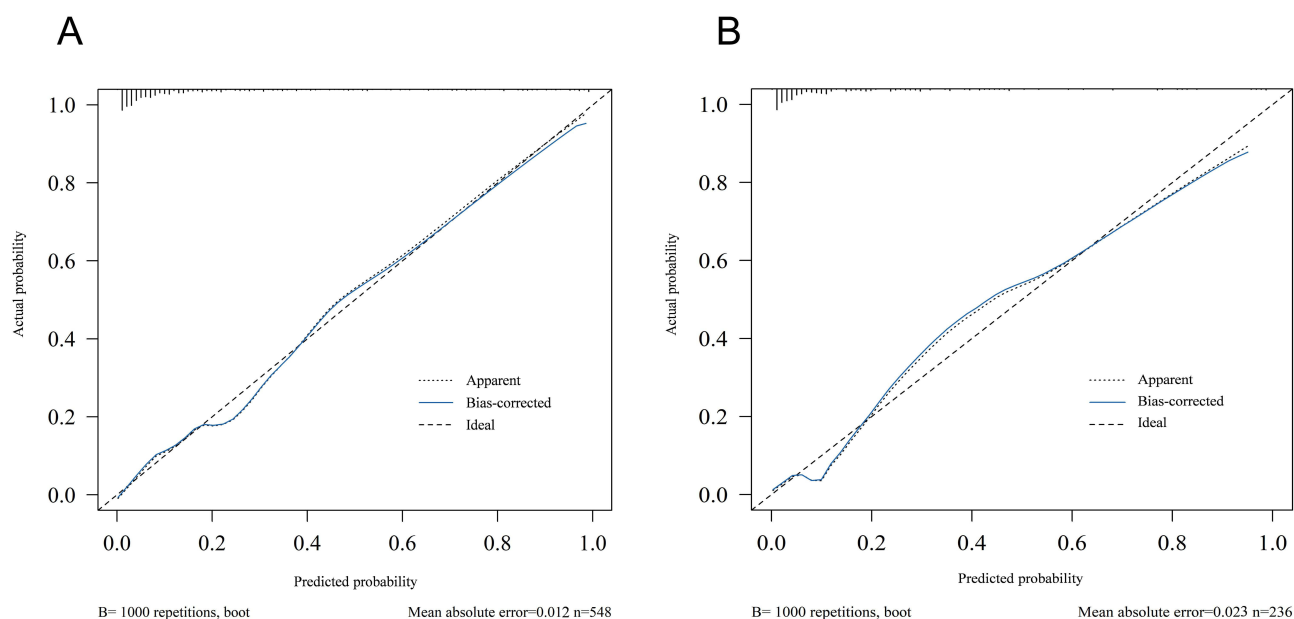 A
1.0
0.8
0.6
0.4
0.2
0.0
Actual probability
Apparent
Bias-corrected
Ideal
0.0 0.2 0.4 0.6 0.8 1.0
Predicted probability
B= 1000 repetitions, boot
Mean absolute error=0.012 n=548
B
1.0
0.8
0.6
0.4
0.2
0.0
Actual probability
Apparent
Bias-corrected
Ideal
0.0 0.2 0.4 0.6 0.8 1.0
Predicted probability
B= 1000 repetitions, boot
Mean absolute error=0.023 n=236